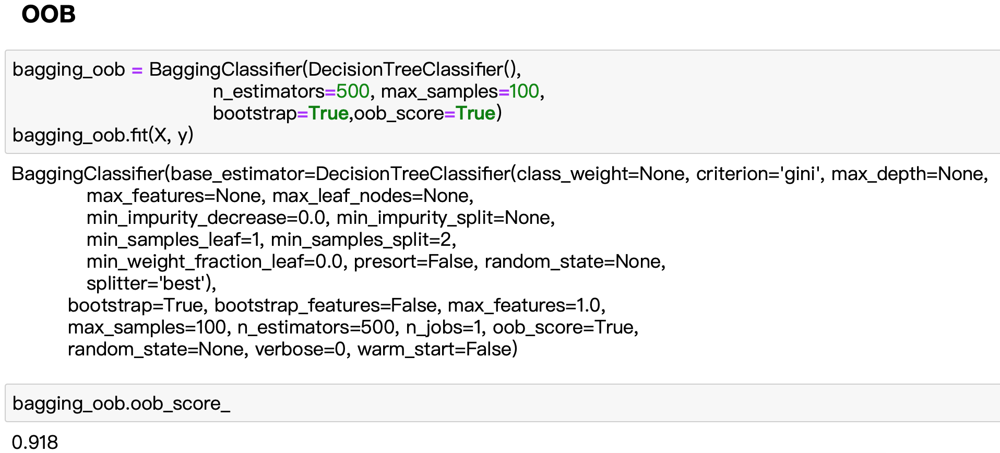 OOB
bagging_oob = BaggingClassifier(DecisionTreeClassifier(),
n_estimators=500, max_samples=100,
bootstrap=True,oob_score=True)
bagging_oob.fit(X, y)
BaggingClassifier(base_estimator=DecisionTreeClassifier(class_weight=None, criterion='gini', max_depth=None,
max_features=None, max_leaf_nodes=None,
min_impurity_decrease=0.0, min_impurity_split=None,
min_samples_leaf=1, min_samples_split=2,
min_weight_fraction_leaf=0.0, presort=False, random_state=None,
splitter='best'),
bootstrap=True, bootstrap_features=False, max_features=1.0,
max_samples=100, n_estimators=500, n_jobs=1, oob_score=True,
random_state=None, verbose=0, warm_start=False)
bagging_oob.oob_score_
0.918